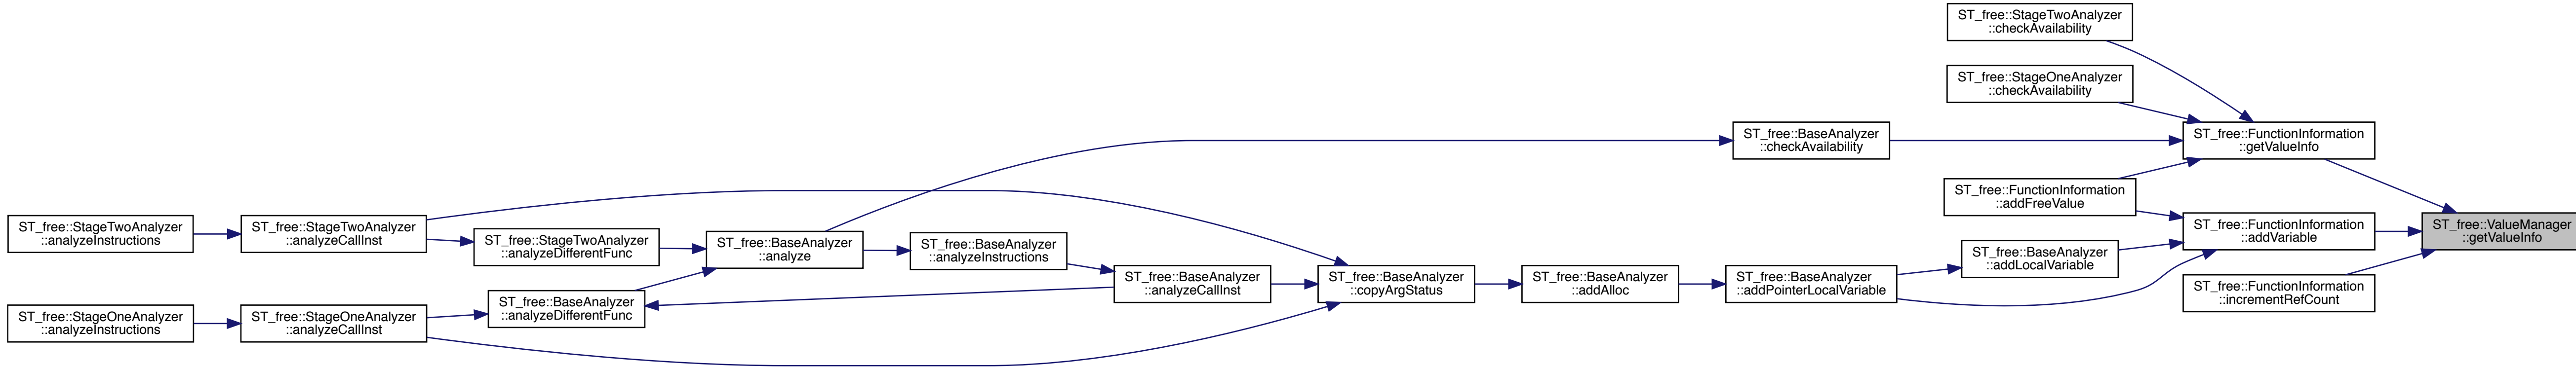 ST_free::StageTwoAnalyzer
::checkAvailability
ST_free::StageOneAnalyzer
::checkAvailability
ST_free::BaseAnalyzer
::checkAvailability
ST_free::FunctionInformation
::getValueInfo
ST_free::FunctionInformation
::addFreeValue
ST_free::StageTwoAnalyzer
::analyzeInstructions
ST_free::StageTwoAnalyzer
::analyzeCallInst
ST_free::StageTwoAnalyzer
::analyzeDifferentFunc
ST_free::BaseAnalyzer
::analyze
ST_free::BaseAnalyzer
::analyzeInstructions
ST_free::BaseAnalyzer
::addLocalVariable
ST_free::FunctionInformation
::addVariable
ST_free::ValueManager
::getValueInfo
ST_free::StageOneAnalyzer
::analyzeInstructions
ST_free::StageOneAnalyzer
::analyzeCallInst
ST_free::BaseAnalyzer
::analyzeDifferentFunc
ST_free::BaseAnalyzer
::analyzeCallInst
ST_free::BaseAnalyzer
::copyArgStatus
ST_free::BaseAnalyzer
::addAlloc
ST_free::BaseAnalyzer
::addPointerLocalVariable
ST_free::FunctionInformation
::incrementRefCount